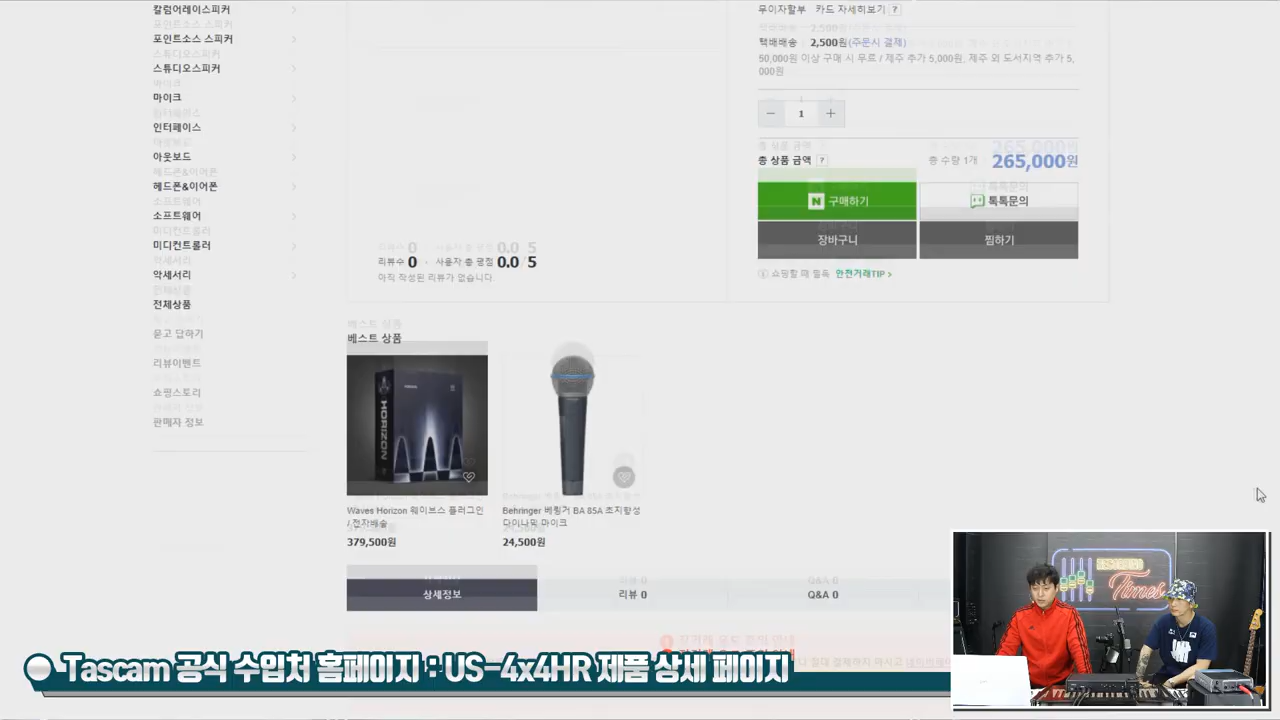 칼럼어레이스피커
포인트소스 스피커
스튜디오스피커
마이크
인터페이스
아웃보드
헤드폰&이어폰
소프트웨어
미디컨트롤러
악세서리
전체상품
묻고 답하기
리뷰이벤트
쇼핑스토리
판매자 정보
무이자할부 카드 자세히보기 ?
택배배송 2,500원(주문시 결제)
50,000원 이상 구매 시 무료 / 제주 추가 5,000원, 제주 외 도서지역 추가 5,
000원
− 1 +
총 상품 금액 ? 총 수량 1개 265,000원
N 구매하기 톡톡문의
장바구니 찜하기
쇼핑할 때 필독 안전거래TIP >
리뷰수 0 · 사용자 총 평점 0.0 / 5
아직 작성된 리뷰가 없습니다.
베스트 상품
HORIZON
Waves Horizon 웨이브스 플러그인
/ 전자배송
379,500원
Behringer 베링거 BA 85A 초지향성
다이나믹 마이크
24,500원
상세정보 리뷰 0 Q&A 0
Times
Tascam 공식 수입처 홈페이지 : US-4x4HR 제품 상세 페이지